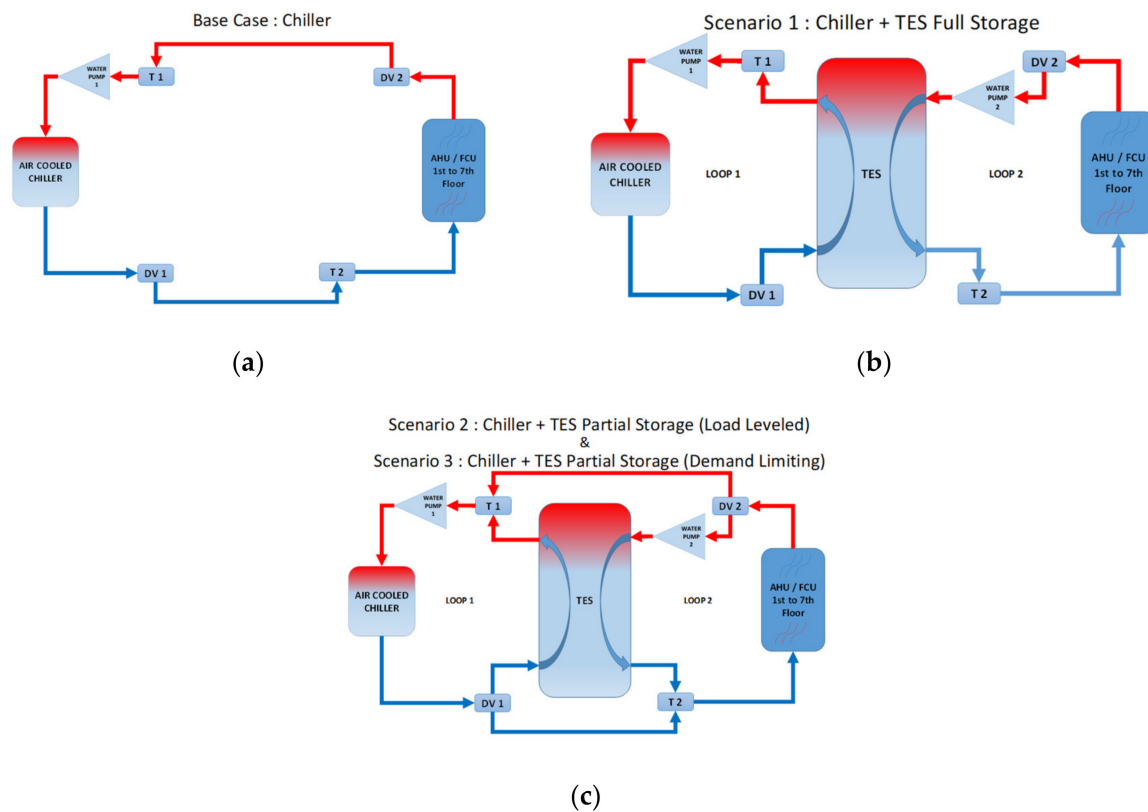 Base Case : Chiller
WATER
PUMP
1
T 1
DV 2
AIR COOLED
CHILLER
AHU / FCU
1st to 7th
Floor
DV 1
T 2
(a)
Scenario 1 : Chiller + TES Full Storage
WATER
PUMP
1
T 1
DV 2
WATER
PUMP
2
AIR COOLED
CHILLER
LOOP 1
TES
LOOP 2
AHU / FCU
1st to 7th
Floor
DV 1
T 2
(b)
Scenario 2 : Chiller + TES Partial Storage (Load Leveled)
&
Scenario 3 : Chiller + TES Partial Storage (Demand Limiting)
WATER
PUMP
1
T 1
DV 2
WATER
PUMP
2
AIR COOLED
CHILLER
LOOP 1
TES
LOOP 2
AHU / FCU
1st to 7th
Floor
DV 1
T 2
(c)